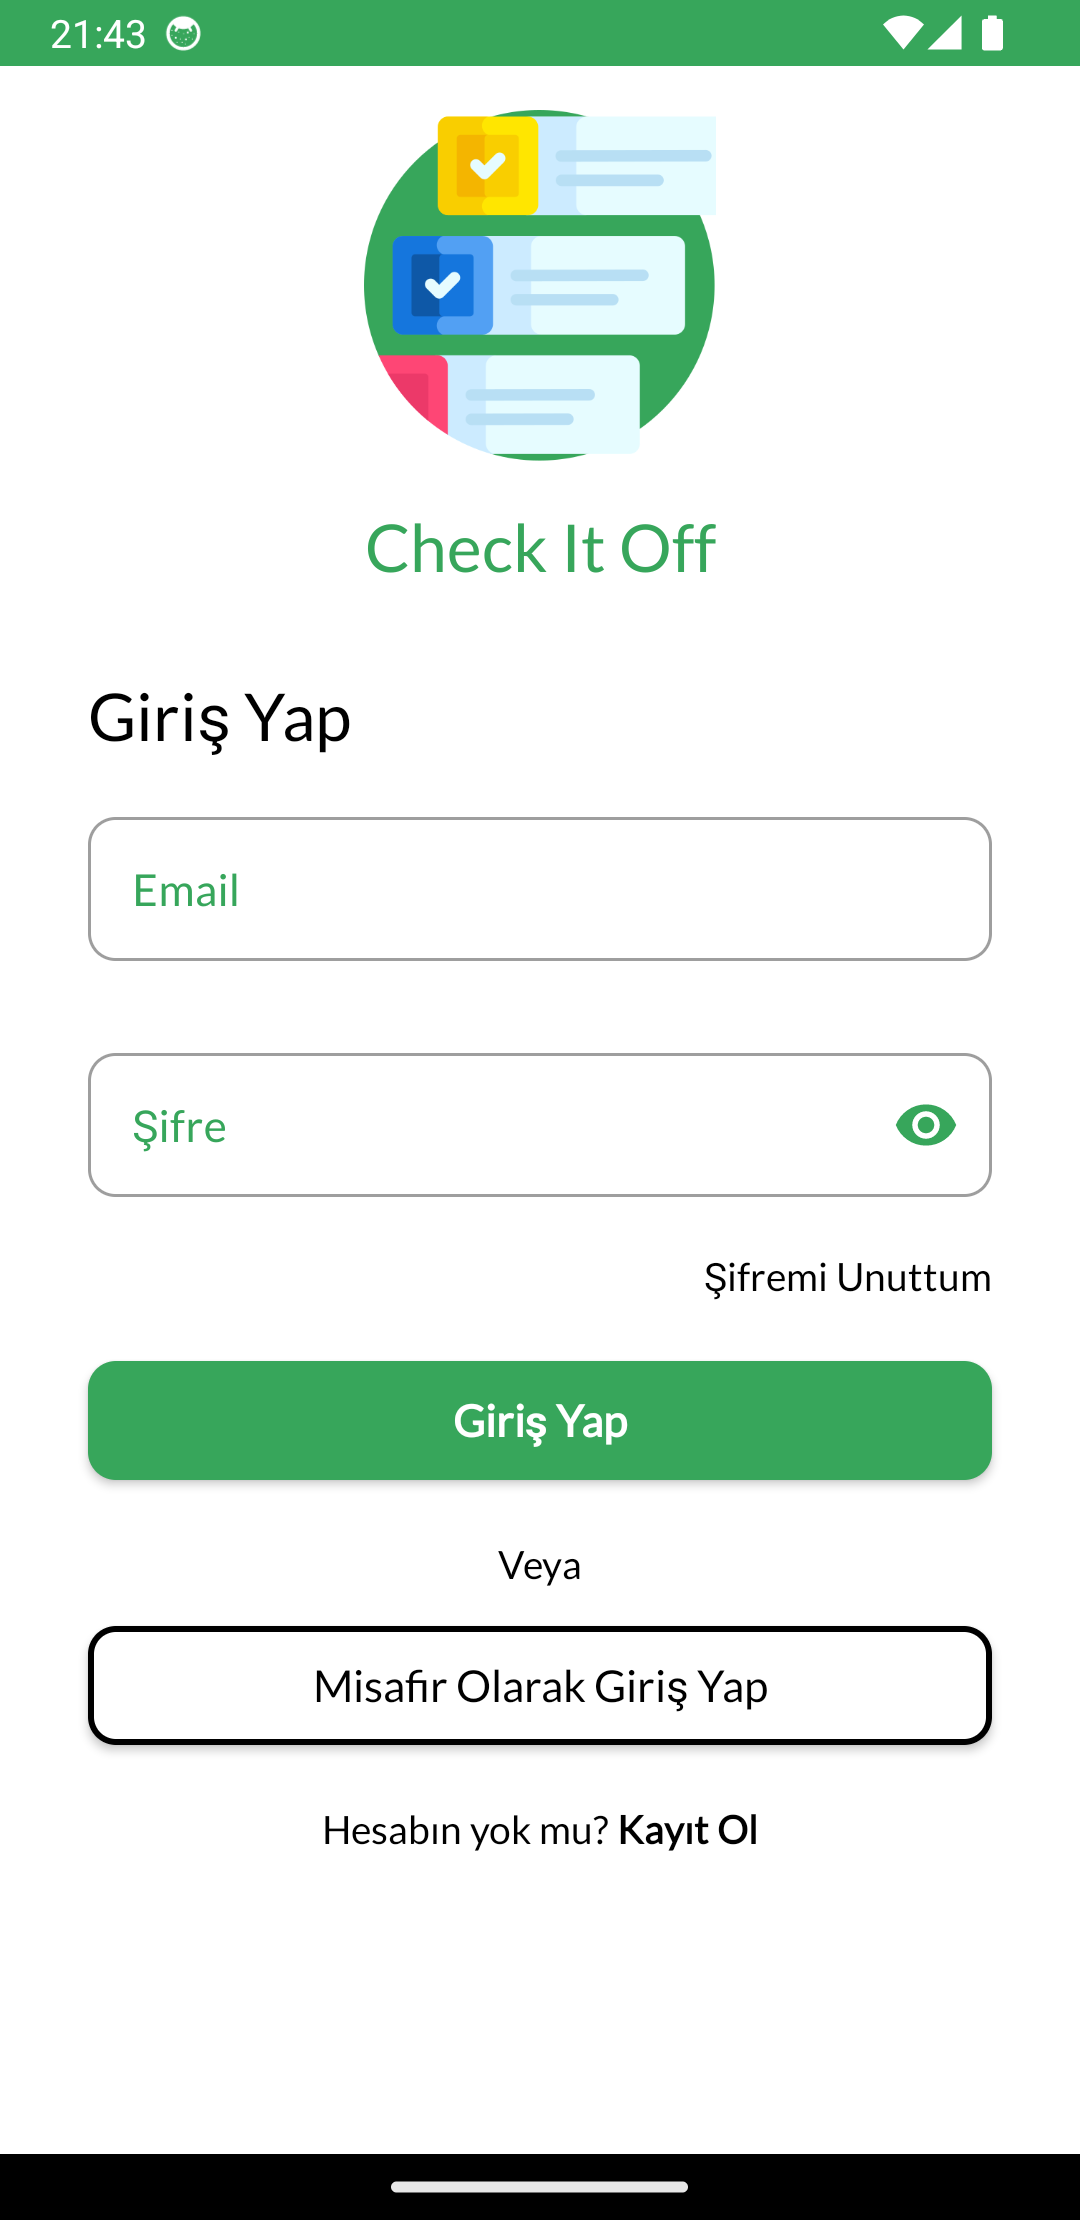 21:43
Check It Off
Giriş Yap
Email
Şifre
Şifremi Unuttum
Giriş Yap
Veya
Misafir Olarak Giriş Yap
Hesabın yok mu? Kayıt Ol